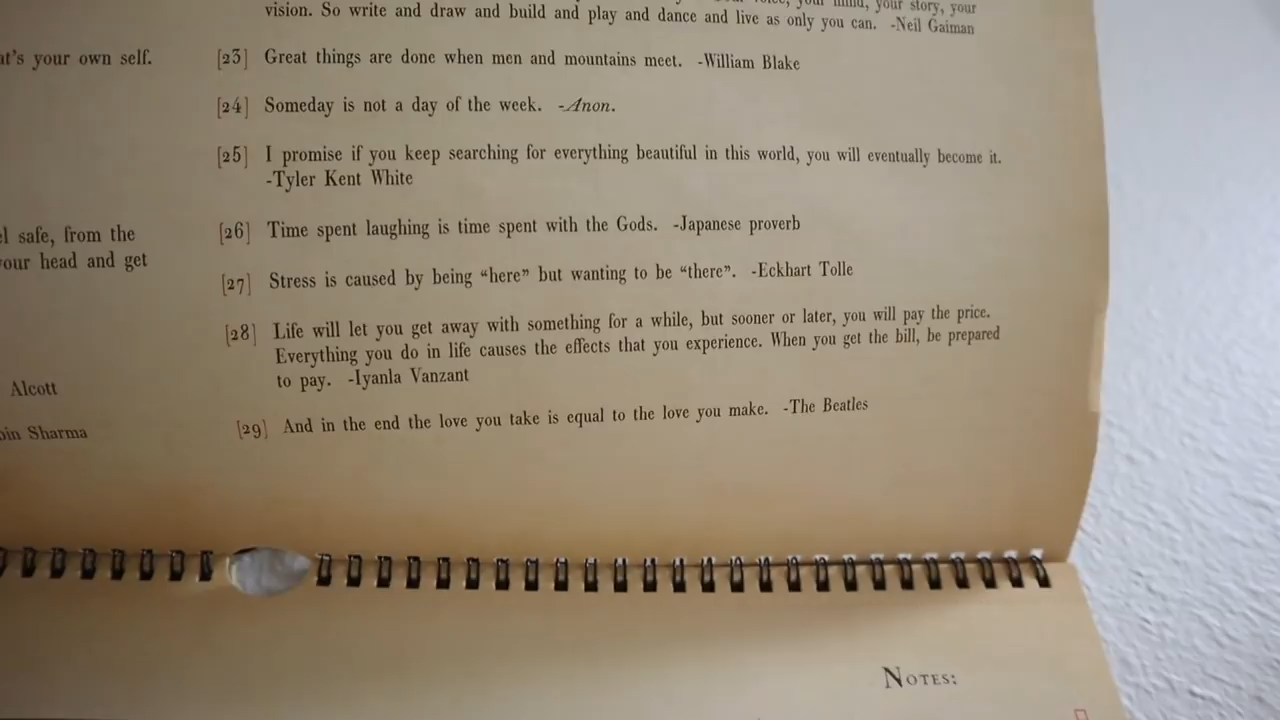 mind, your story, your
vision. So write and draw and build and play and dance and live as only you can. -Neil Gaiman
at's your own self.
[23] Great things are done when men and mountains meet. -William Blake
[24] Someday is not a day of the week. -Anon.
[25] I promise if you keep searching for everything beautiful in this world, you will eventually become it.
-Tyler Kent White
el safe, from the
your head and get
[26] Time spent laughing is time spent with the Gods. -Japanese proverb
[27] Stress is caused by being “here” but wanting to be “there”. -Eckhart Tolle
[28] Life will let you get away with something for a while, but sooner or later, you will pay the price.
Everything you do in life causes the effects that you experience. When you get the bill, be prepared
to pay. -Iyanla Vanzant
Alcott
bin Sharma
[29] And in the end the love you take is equal to the love you make. -The Beatles
NOTES: